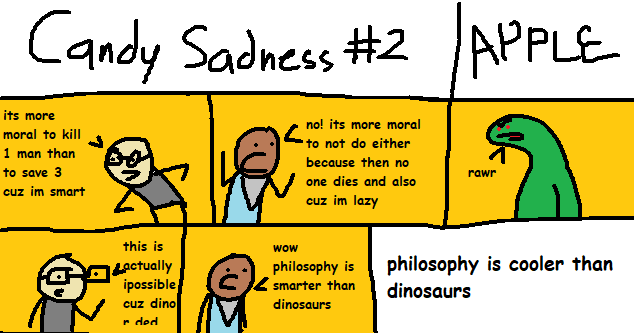 Candy Sadness #2
APPLE
its more
moral to kill
1 man than
to save 3
cuz im smart
no! its more moral
to not do either
because then no
one dies and also
cuz im lazy
rawr
this is
actually
ipossible
cuz dino
r ded
wow
philosophy is
smarter than
dinosaurs
philosophy is cooler than
dinosaurs